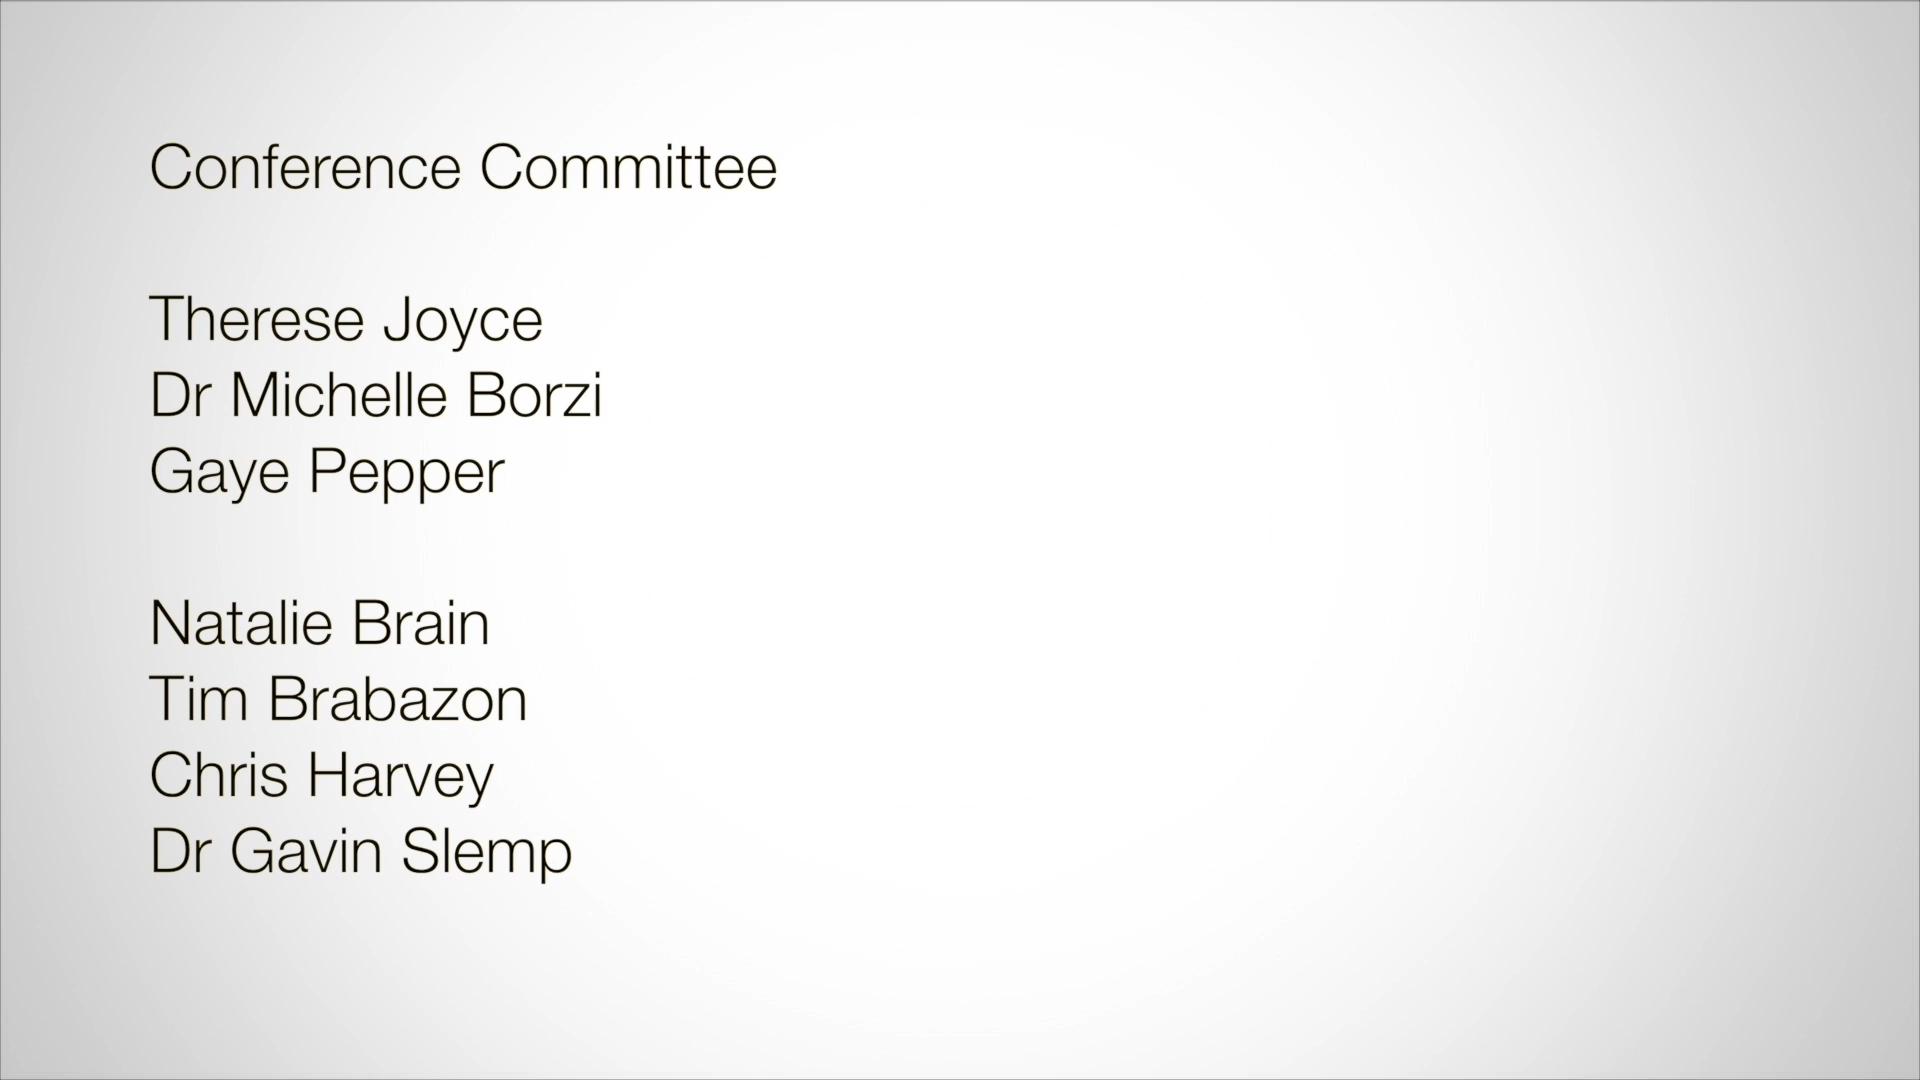 Conference Committee
Therese Joyce
Dr Michelle Borzi
Gaye Pepper
Natalie Brain
Tim Brabazon
Chris Harvey
Dr Gavin Slemp